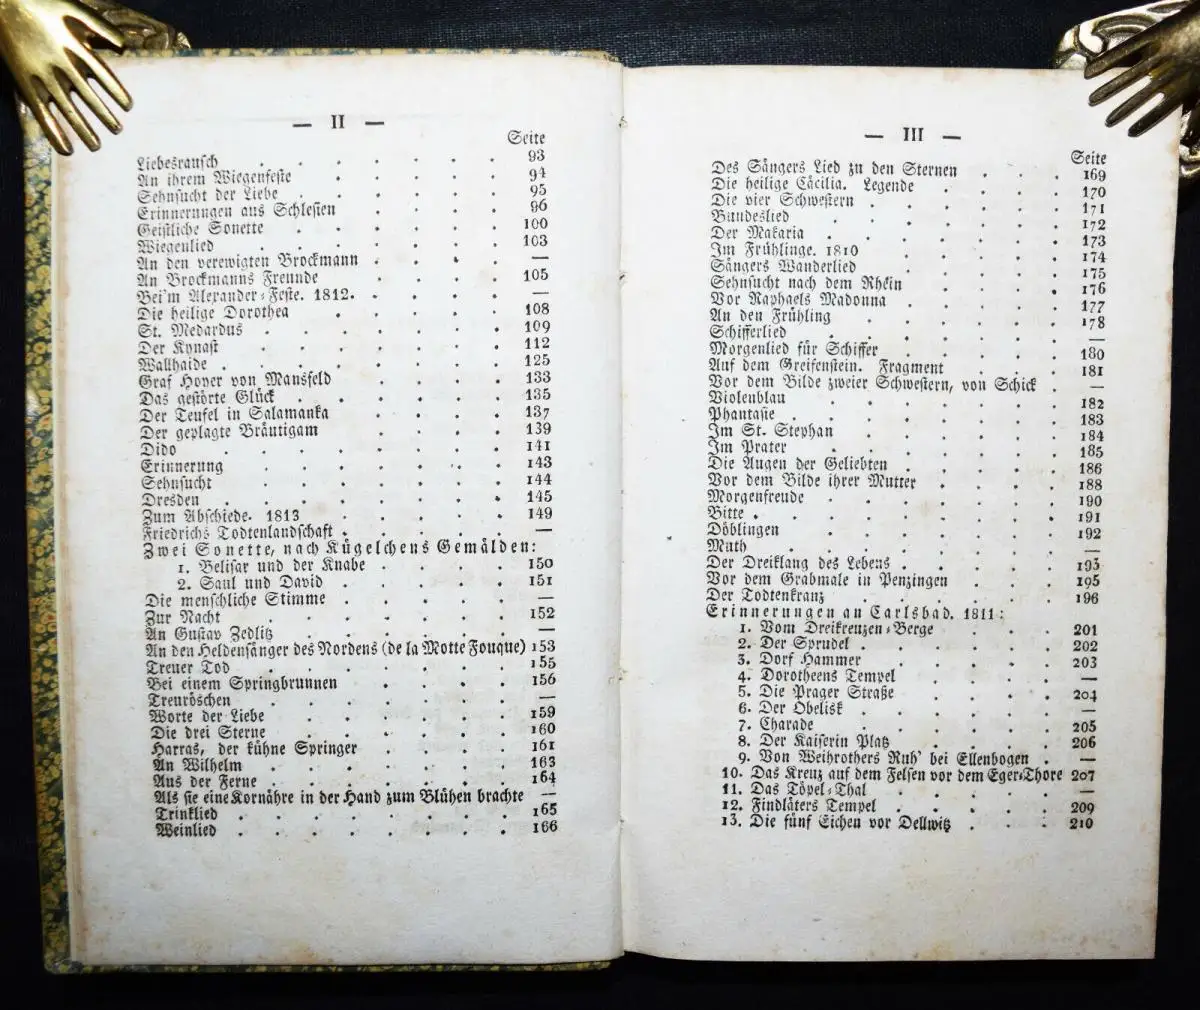 — II —
Seite
Liebesrausch . . . . . . . 93
An ihrem Wiegenfeste . . . . . 94
Sehnsucht der Liebe . . . . . . 95
Erinnerungen aus Schlesien . . . . 96
Geistliche Sonette . . . . . . 100
Wiegenlied . . . . . . . 103
An den verewigten Brockmann . . . . —
An Brockmanns Freunde . . . . . 105
Bei'm Alexander-Feste. 1812. . . . . —
Die heilige Dorothea . . . . . 108
St. Medardus . . . . . . . 109
Der Kynast . . . . . . . 112
Wallhaide . . . . . . . . 125
Graf Hoyer von Mansfeld . . . . 133
Das gestörte Glück . . . . . . 135
Der Teufel in Salamanka . . . . 137
Der geplagte Bräutigam . . . . 139
Dido . . . . . . . . 141
Erinnerung . . . . . . . 143
Sehnsucht . . . . . . . 144
Dresden . . . . . . . . 145
Zum Abschiede. 1813 . . . . . 149
Friedrichs Todtenlandschaft . . . . . —
Zwei Sonette, nach Kügelchens Gemälden:
1. Belisar und der Knabe . . . . 150
2. Saul und David . . . . . 151
Die menschliche Stimme . . . . . —
Zur Nacht . . . . . . . 152
An Gustav Zedlitz . . . . . . —
An den Heldensänger des Nordens (de la Motte Fouque) 153
Treuer Tod . . . . . . . 155
Bei einem Springbrunnen . . . . 156
Treuröschen . . . . . . . —
Worte der Liebe . . . . . . 159
Die drei Sterne . . . . . . 160
Harras, der kühne Springer . . . . 161
An Wilhelm . . . . . . . 163
Aus der Ferne . . . . . . . 164
Als sie eine Kornähre in der Hand zum Blühen brachte —
Trinklied . . . . . . . . 165
Weinlied . . . . . . . . 166
— III —
Seite
Des Sängers Lied zu den Sternen . . . 169
Die heilige Cäcilia. Legende . . . . 170
Die vier Schwestern . . . . . . 171
Bundeslied . . . . . . . 172
Der Makaria . . . . . . . 173
Im Frühlinge. 1810 . . . . . 174
Sängers Wanderlied . . . . . 175
Sehnsucht nach dem Rhein . . . . 176
Vor Raphaels Madonna . . . . . 177
An den Frühling . . . . . . 178
Schifferlied . . . . . . . —
Morgenlied für Schiffer . . . . . 180
Auf dem Greifenstein. Fragment . . . 181
Vor dem Bilde zweier Schwestern, von Schick . —
Violenblau . . . . . . . 182
Phantasie . . . . . . . . 183
Im St. Stephan . . . . . . 184
Im Prater . . . . . . . 185
Die Augen der Geliebten . . . . . 186
Vor dem Bilde ihrer Mutter . . . . 188
Morgenfreude . . . . . . . 190
Bitte . . . . . . . . . 191
Döblingen . . . . . . . 192
Muth . . . . . . . . —
Der Dreiklang des Lebens . . . . . 193
Vor dem Grabmale in Penzingen . . . 195
Der Todtenkranz . . . . . . 196
Erinnerungen an Carlsbad. 1811:
1. Vom Dreikreuzen-Berge . . . 201
2. Der Sprudel . . . . . . 202
3. Dorf Hammer . . . . . 203
4. Dorotheens Tempel . . . . —
5. Die Prager Straße . . . . 204
6. Der Obelisk . . . . . . —
7. Charade . . . . . . 205
8. Der Kaiserin Platz . . . . 206
9. Von Weihrothers Ruh' bei Ellenbogen . . —
10. Das Kreuz auf dem Felsen vor dem Eger-Thore 207
11. Das Töpel-Thal . . . . . —
12. Findläters Tempel . . . . . 209
13. Die fünf Eichen vor Dellwitz . . . 210